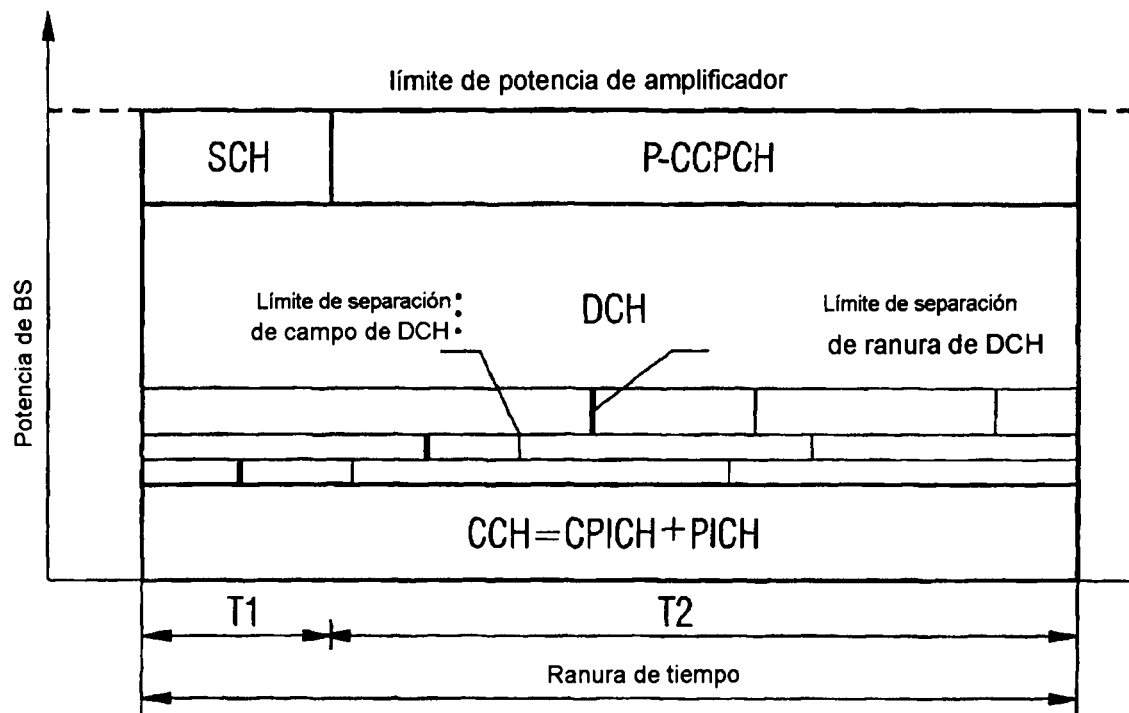 límite de potencia de amplificador
SCH
P-CCPCH
Potencia de BS
Límite de separación
de campo de DCH
DCH
Límite de separación
de ranura de DCH
CCH=CPICH+PICH
T1
T2
Ranura de tiempo